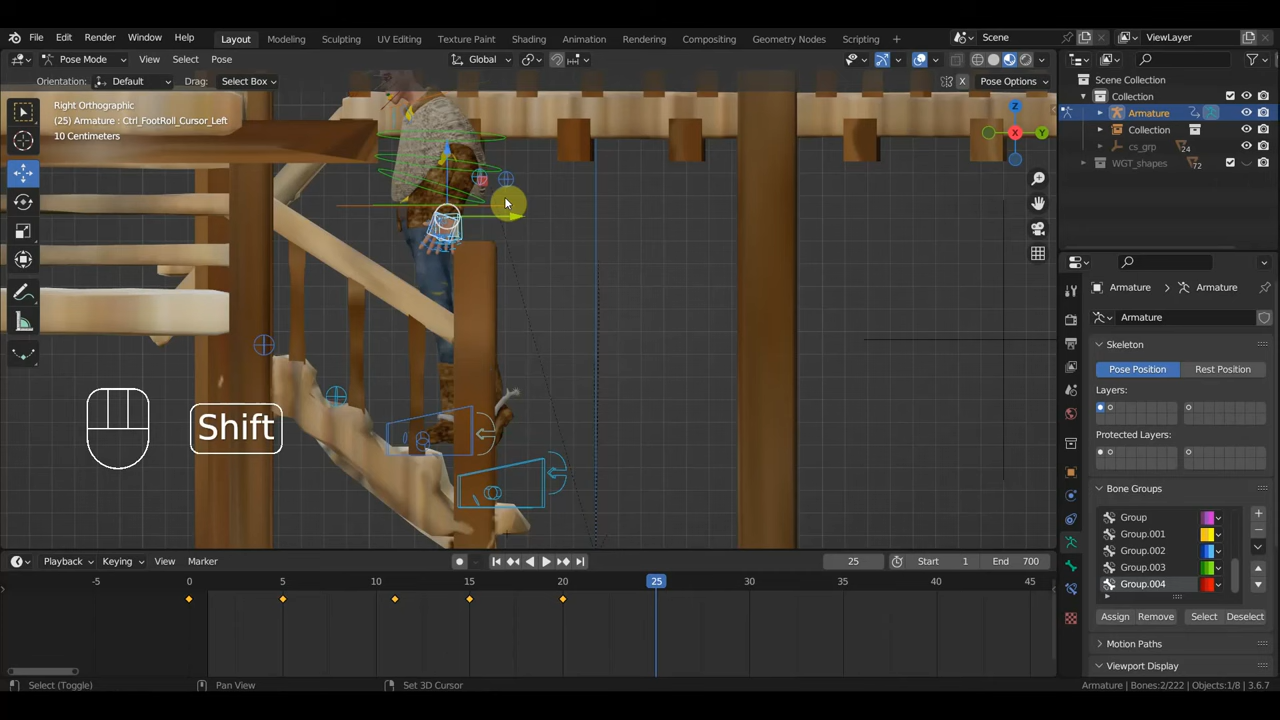 File Edit Render Window Help
Layout Modeling Sculpting UV Editing Texture Paint Shading Animation Rendering Compositing Geometry Nodes Scripting +
Scene
ViewLayer
Pose Mode View Select Pose
Global
Orientation: Default Drag: Select Box
X Pose Options
Right Orthographic
(25) Armature : Ctrl_FootRoll_Cursor_Left
10 Centimeters
Z
X
Y
Shift
Scene Collection
Collection
Armature
Collection
cs_grp
24
WGT_shapes
72
Armature > Armature
Armature
Skeleton
Pose Position Rest Position
Layers:
Protected Layers:
Bone Groups
Group
Group.001
Group.002
Group.003
Group.004
Assign Remove Select Deselect
Motion Paths
Viewport Display
Playback Keying View Marker
25 Start 1 End 700
-5 0 5 10 15 20 25 30 35 40 45
Select (Toggle) Pan View Set 3D Cursor
Armature | Bones:2/222 | Objects:1/8 | 3.6.7